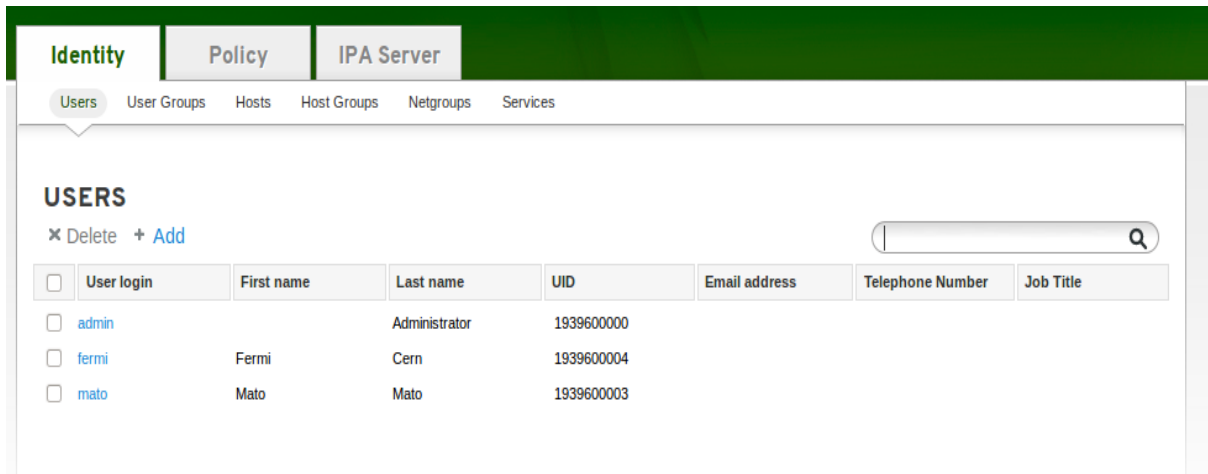 Identity Policy IPA Server
Users User Groups Hosts Host Groups Netgroups Services
USERS
Delete + Add
User login First name Last name UID Email address Telephone Number Job Title
admin Administrator 1939600000
fermi Fermi Cern 1939600004
mato Mato Mato 1939600003